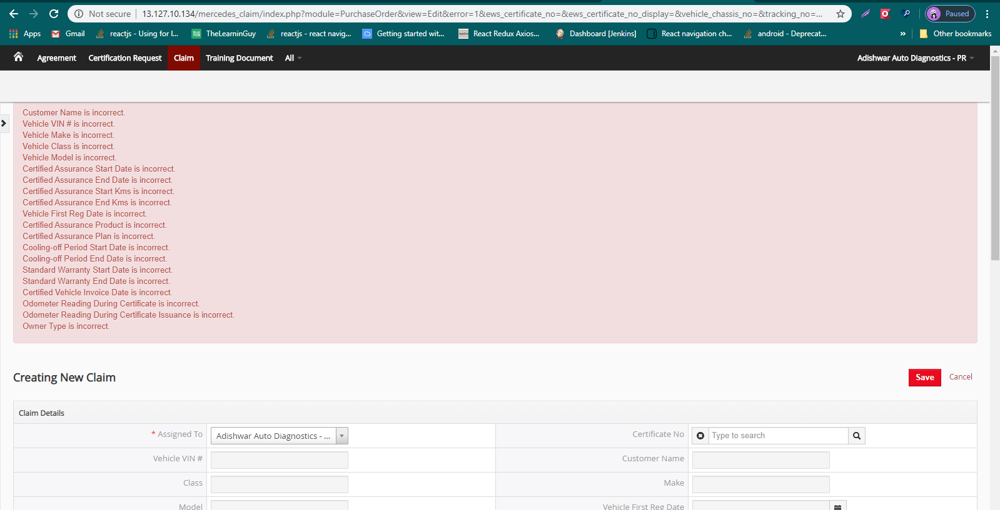 Not secure | 13.127.10.134/mercedes_claim/index.php?module=PurchaseOrder&view=Edit&error=1&ews_certificate_no=&ews_certificate_no_display=&vehicle_chassis_no=&tracking_no=... Paused
Apps Gmail reactjs - Using for l... TLG TheLearnGuy reactjs - react navig... Getting started wit... React Redux Axios... Dashboard [Jenkins] React navigation ch... android - Deprecat... » Other bookmarks
Agreement Certification Request Claim Training Document All Adishwar Auto Diagnostics - PR
Customer Name is incorrect.
Vehicle VIN # is incorrect.
Vehicle Make is incorrect.
Vehicle Class is incorrect.
Vehicle Model is incorrect.
Certified Assurance Start Date is incorrect.
Certified Assurance End Date is incorrect.
Certified Assurance Start Kms is incorrect.
Certified Assurance End Kms is incorrect.
Vehicle First Reg Date is incorrect.
Certified Assurance Product is incorrect.
Certified Assurance Plan is incorrect.
Cooling-off Period Start Date is incorrect.
Cooling-off Period End Date is incorrect.
Standard Warranty Start Date is incorrect.
Standard Warranty End Date is incorrect.
Certified Vehicle Invoice Date is incorrect.
Odometer Reading During Certificate is incorrect.
Odometer Reading During Certificate Issuance is incorrect.
Owner Type is incorrect.
Creating New Claim Save Cancel
Claim Details
* Assigned To Adishwar Auto Diagnostics - ... Certificate No Type to search
Vehicle VIN # Customer Name
Class Make
Model Vehicle First Reg Date